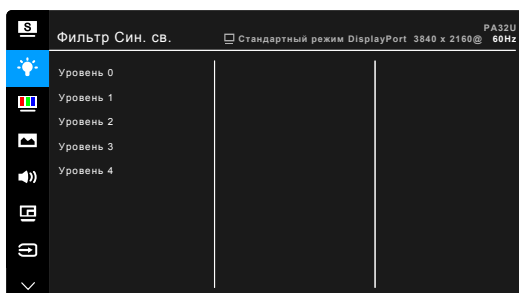 S
PA32U
Фильтр Син. св.
Стандартный режим DisplayPort 3840 x 2160@ 60Hz
Уровень 0
Уровень 1
Уровень 2
Уровень 3
Уровень 4